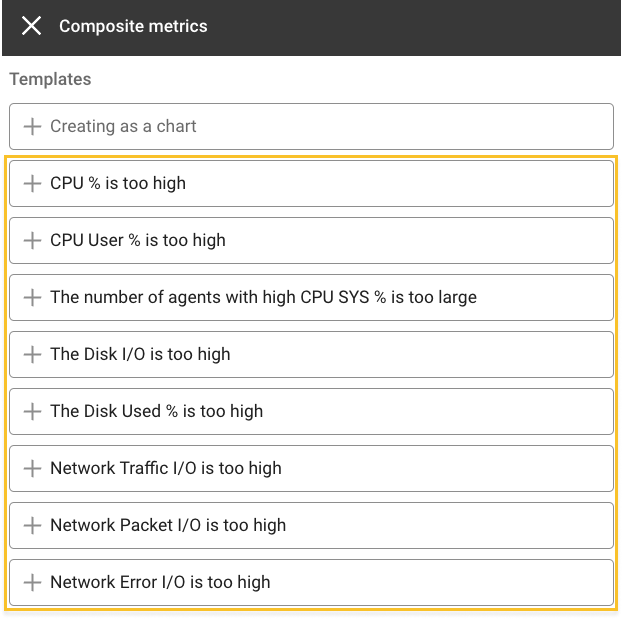 Composite metrics
Templates
Creating as a chart
CPU % is too high
CPU User % is too high
The number of agents with high CPU SYS % is too large
The Disk I/O is too high
The Disk Used % is too high
Network Traffic I/O is too high
Network Packet I/O is too high
Network Error I/O is too high